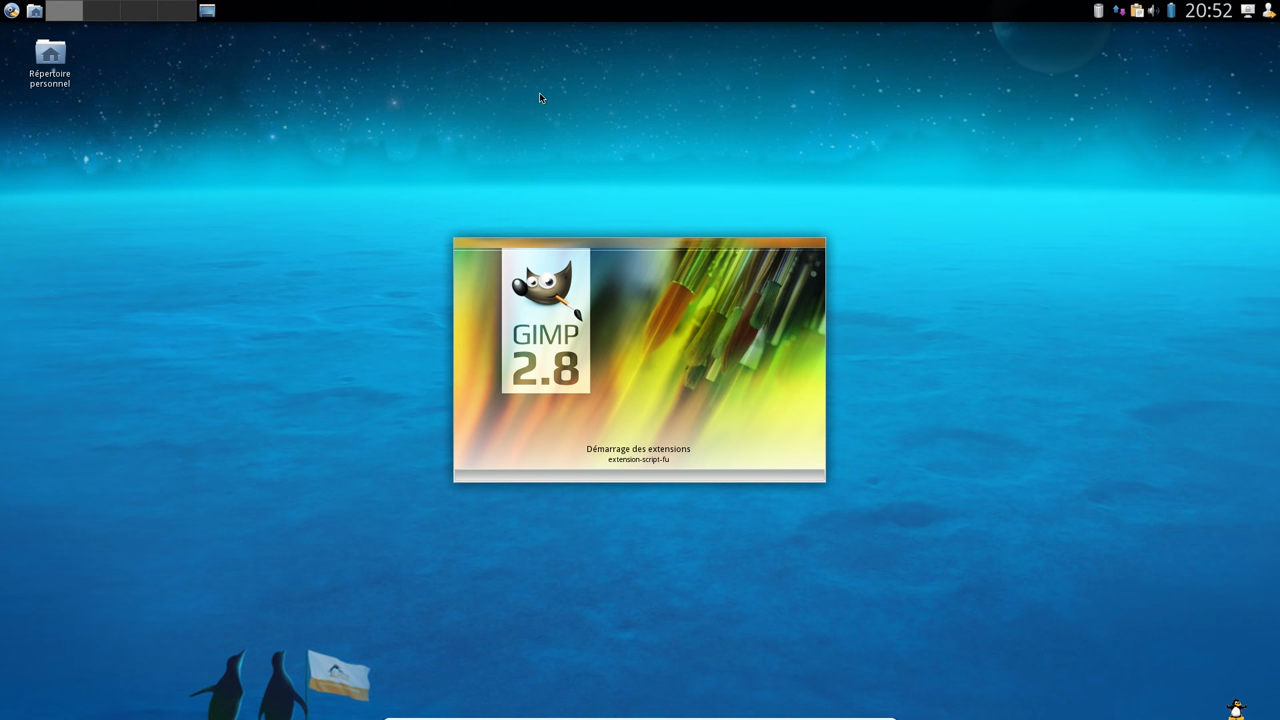 20:52
Répertoire
personnel
GIMP
2.8
Démarrage des extensions
extension-script-fu